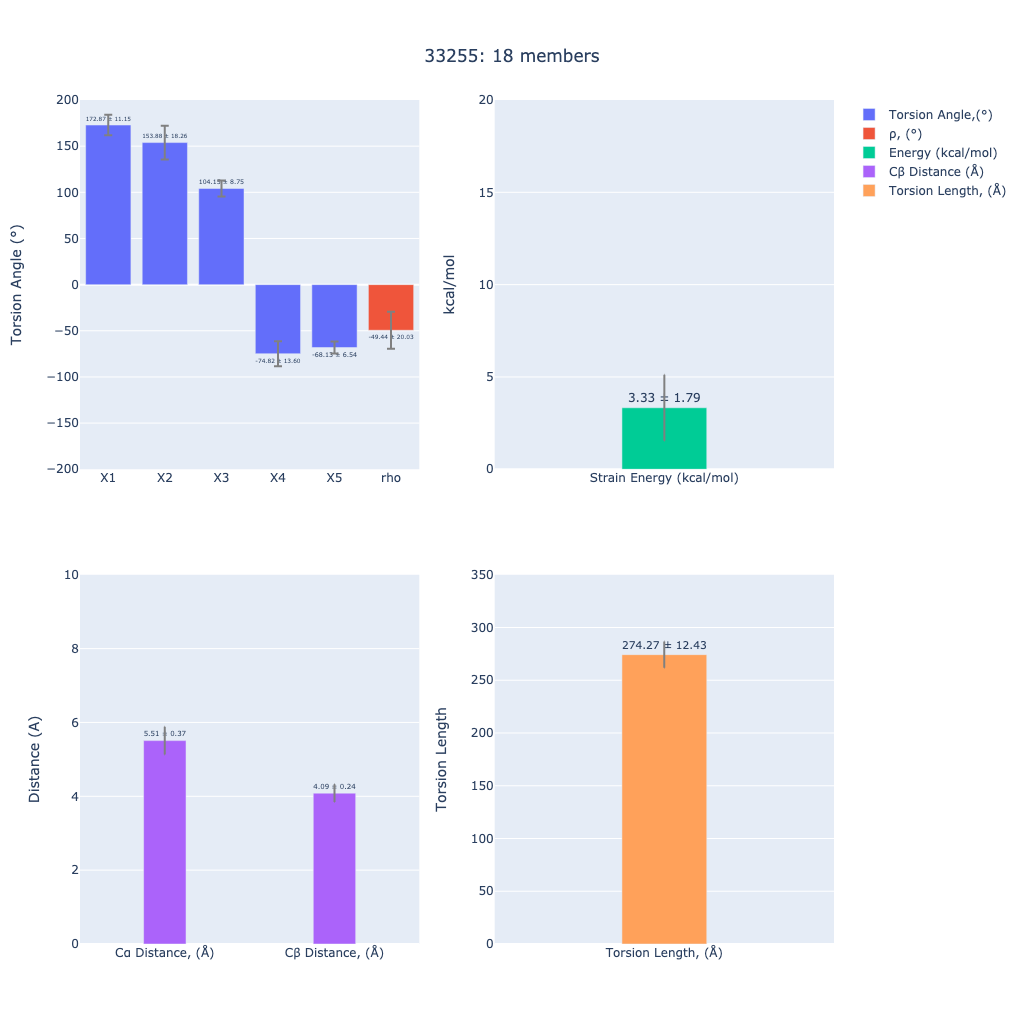 33255: 18 members
200
150
100
50
0
−50
−100
−150
−200
Torsion Angle (°)
172.87 ± 11.15
153.88 ± 18.26
104.15 ± 8.75
-74.82 ± 13.60
-68.13 ± 6.54
-49.44 ± 20.03
X1
X2
X3
X4
X5
rho
20
15
10
5
0
kcal/mol
3.33 ± 1.79
Strain Energy (kcal/mol)
Torsion Angle,(°)
ρ, (°)
Energy (kcal/mol)
Cβ Distance (Å)
Torsion Length, (Å)
10
8
6
4
2
0
Distance (A)
5.51 ± 0.37
4.09 ± 0.24
Cα Distance, (Å)
Cβ Distance, (Å)
350
300
250
200
150
100
50
0
Torsion Length
274.27 ± 12.43
Torsion Length, (Å)